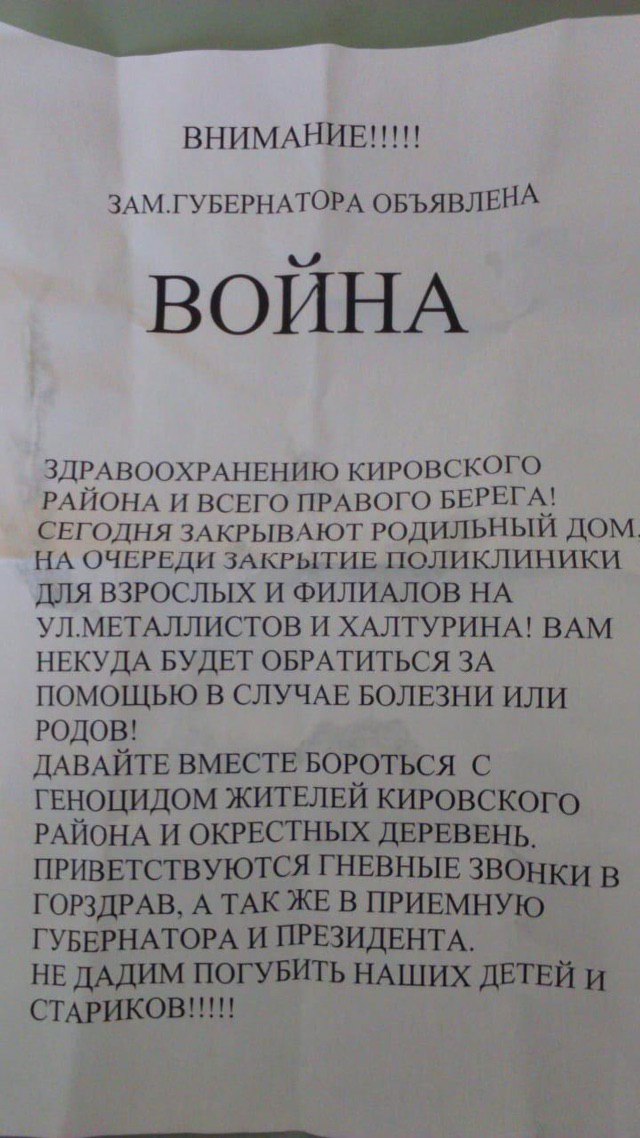 ВНИМАНИЕ!!!!!
ЗАМ.ГУБЕРНАТОРА ОБЪЯВЛЕНА
ВОЙНА
ЗДРАВООХРАНЕНИЮ КИРОВСКОГО
РАЙОНА И ВСЕГО ПРАВОГО БЕРЕГА!
СЕГОДНЯ ЗАКРЫВАЮТ РОДИЛЬНЫЙ ДОМ.
НА ОЧЕРЕДИ ЗАКРЫТИЕ ПОЛИКЛИНИКИ
ДЛЯ ВЗРОСЛЫХ И ФИЛИАЛОВ НА
УЛ.МЕТАЛЛИСТОВ И ХАЛТУРИНА! ВАМ
НЕКУДА БУДЕТ ОБРАТИТЬСЯ ЗА
ПОМОЩЬЮ В СЛУЧАЕ БОЛЕЗНИ ИЛИ
РОДОВ!
ДАВАЙТЕ ВМЕСТЕ БОРОТЬСЯ С
ГЕНОЦИДОМ ЖИТЕЛЕЙ КИРОВСКОГО
РАЙОНА И ОКРЕСТНЫХ ДЕРЕВЕНЬ.
ПРИВЕТСТВУЮТСЯ ГНЕВНЫЕ ЗВОНКИ В
ГОРЗДРАВ, А ТАК ЖЕ В ПРИЕМНУЮ
ГУБЕРНАТОРА И ПРЕЗИДЕНТА.
НЕ ДАДИМ ПОГУБИТЬ НАШИХ ДЕТЕЙ И
СТАРИКОВ!!!!!